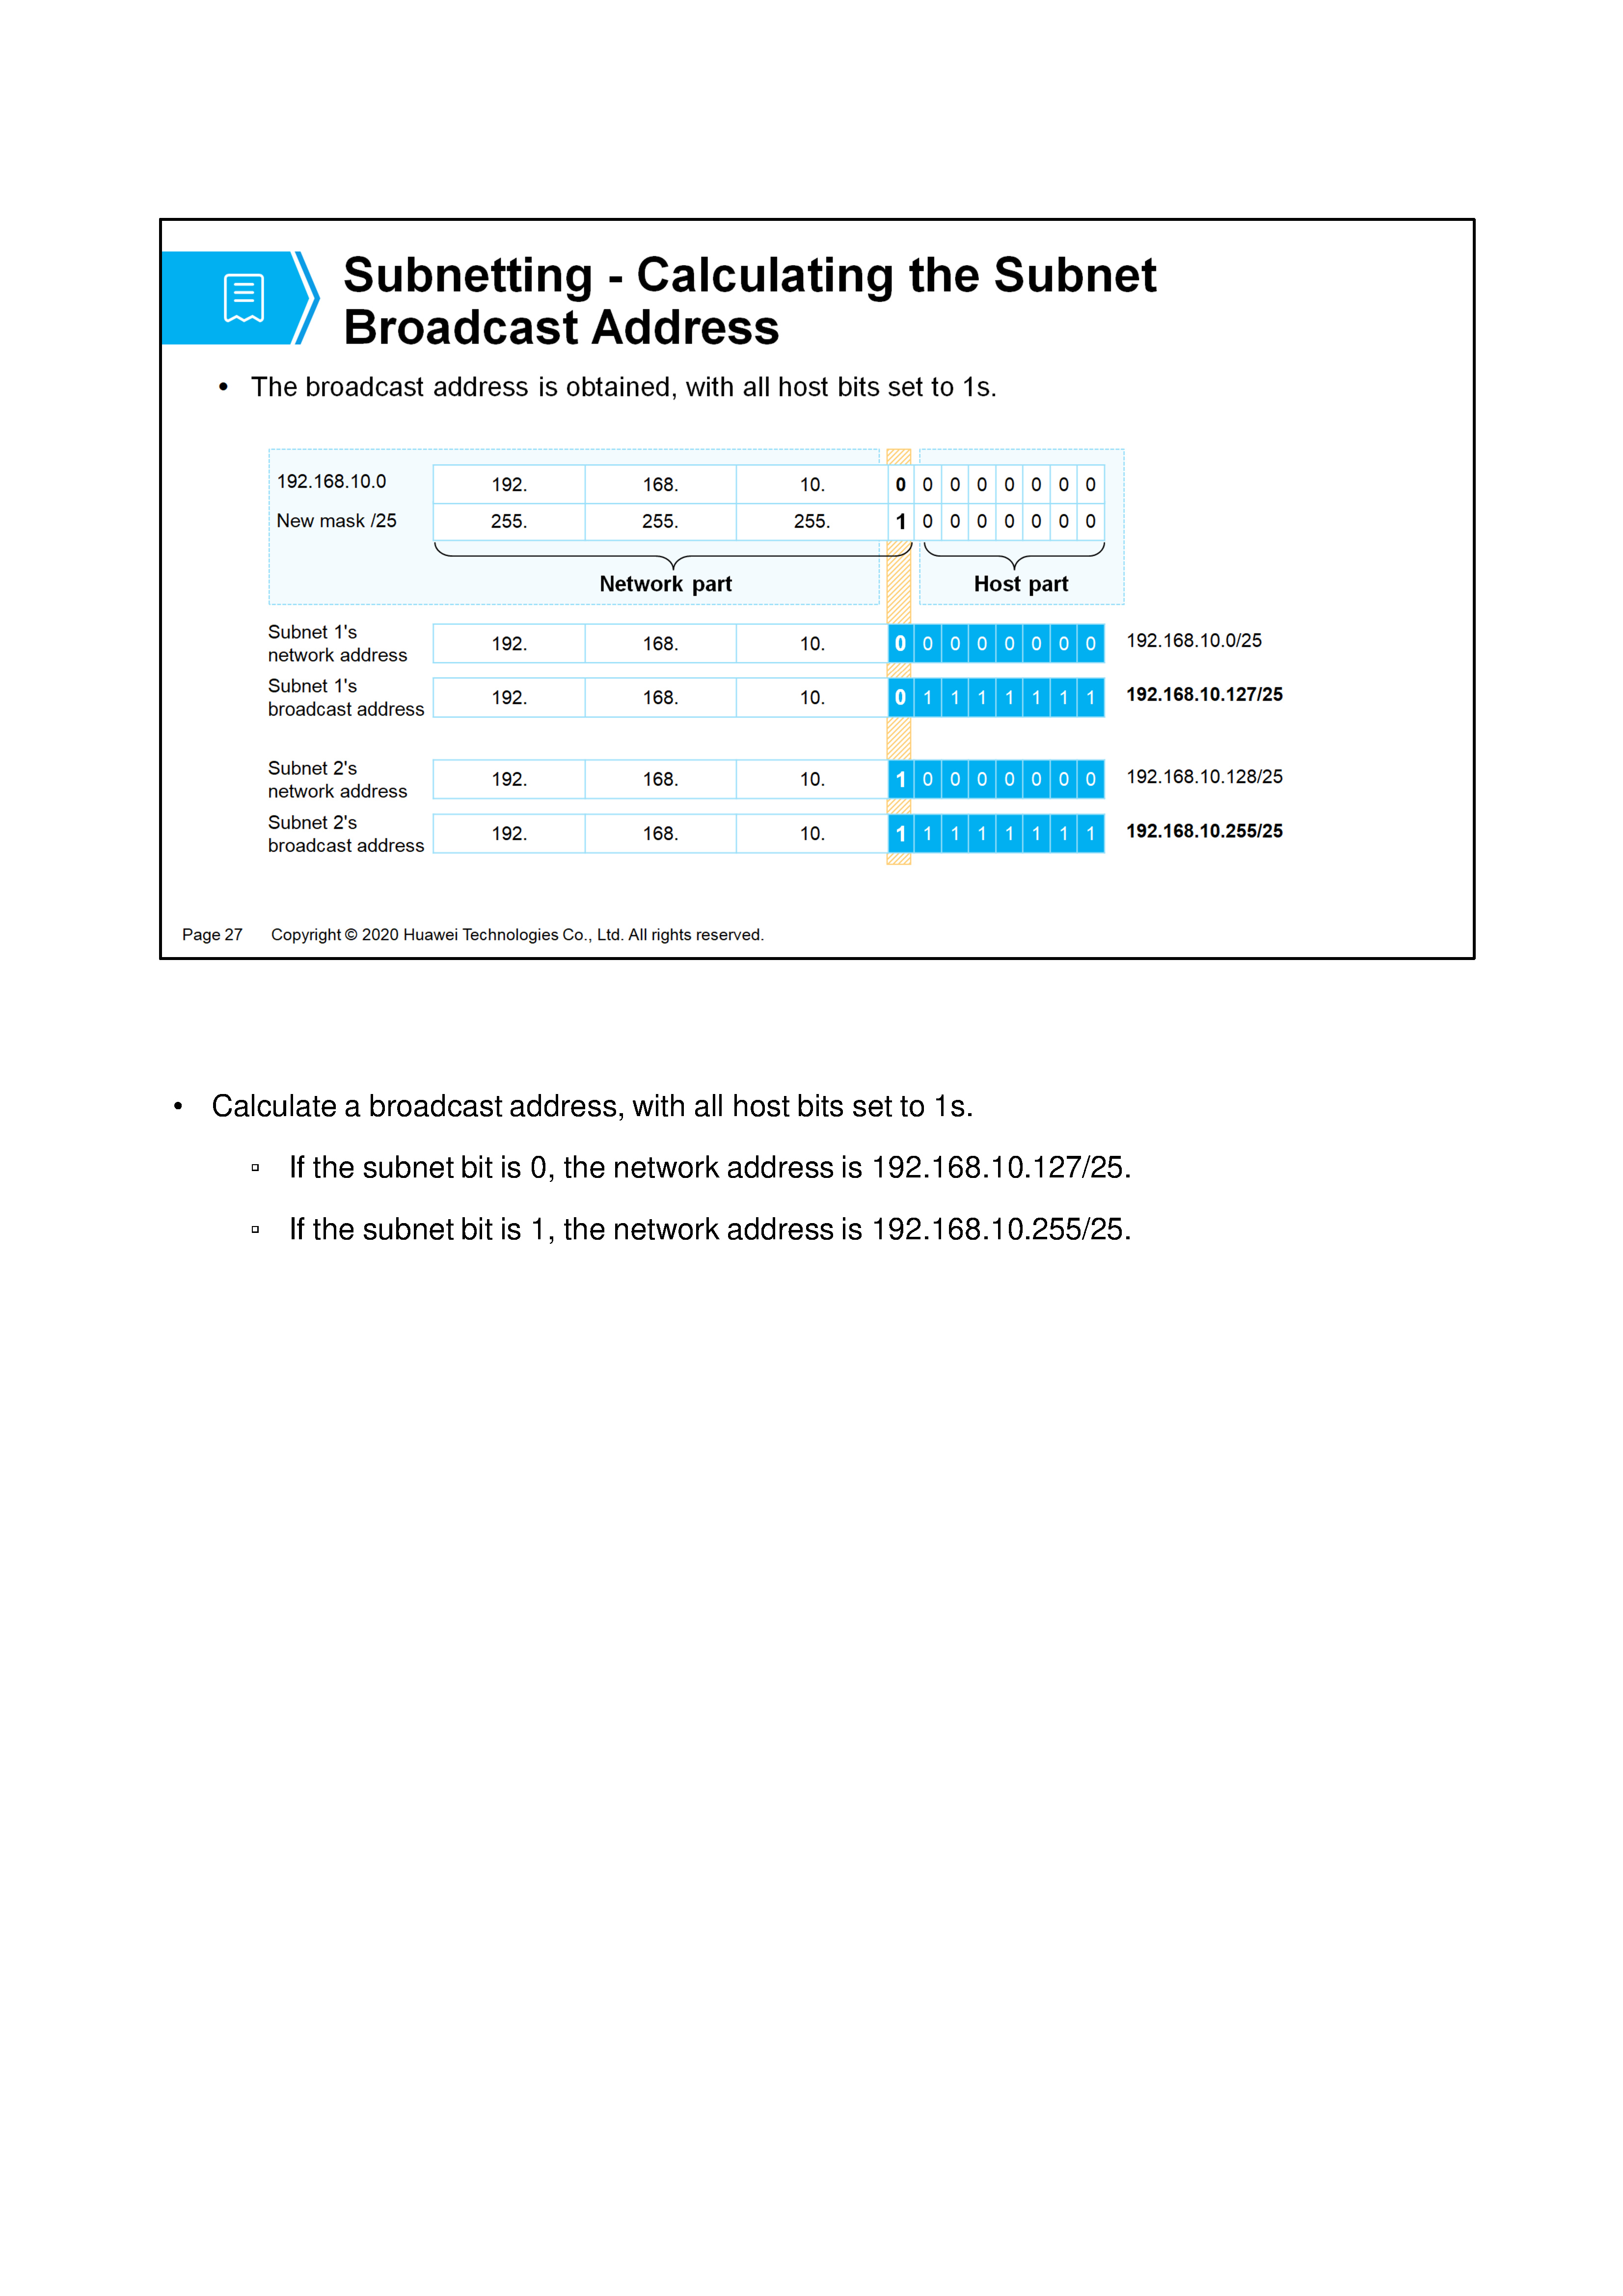 Subnetting - Calculating the Subnet
Broadcast Address
• The broadcast address is obtained, with all host bits set to 1s.
192.168.10.0 192. 168. 10. 0 0 0 0 0 0 0 0
New mask /25 255. 255. 255. 1 0 0 0 0 0 0 0
Network part Host part
Subnet 1's
network address 192. 168. 10. 0 0 0 0 0 0 0 0 192.168.10.0/25
Subnet 1's
broadcast address 192. 168. 10. 0 1 1 1 1 1 1 1 192.168.10.127/25
Subnet 2's
network address 192. 168. 10. 1 0 0 0 0 0 0 0 192.168.10.128/25
Subnet 2's
broadcast address 192. 168. 10. 1 1 1 1 1 1 1 1 192.168.10.255/25
Page 27 Copyright © 2020 Huawei Technologies Co., Ltd. All rights reserved.
• Calculate a broadcast address, with all host bits set to 1s.
▫ If the subnet bit is 0, the network address is 192.168.10.127/25.
▫ If the subnet bit is 1, the network address is 192.168.10.255/25.